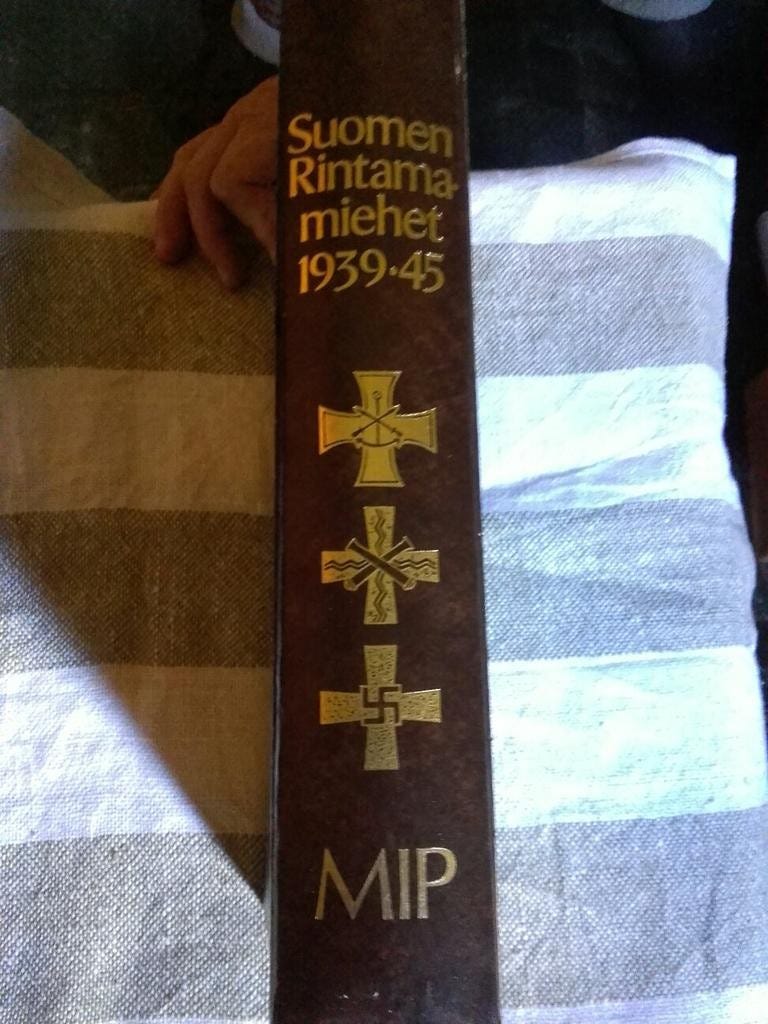 Suomen
Rintama-
miehet
1939·45
MIP